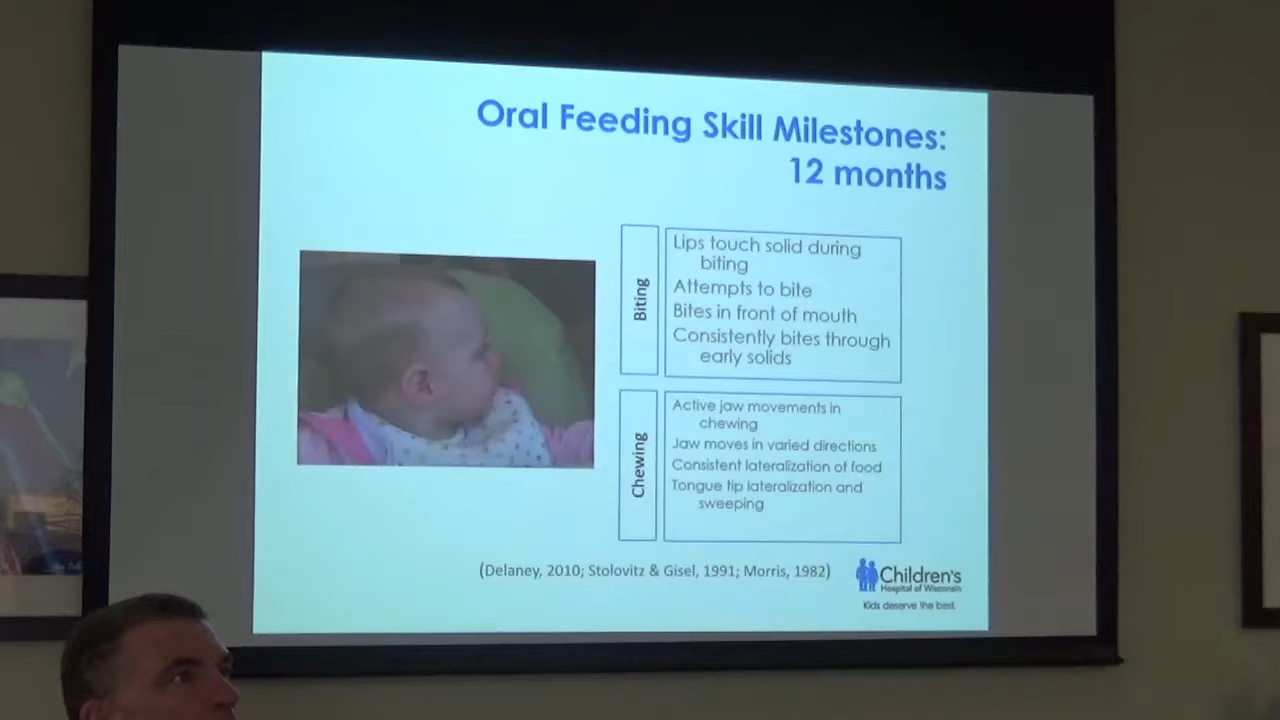 Oral Feeding Skill Milestones:
12 months
Biting
Lips touch solid during
biting
Attempts to bite
Bites in front of mouth
Consistently bites through
early solids
Chewing
Active jaw movements in
chewing
Jaw moves in varied directions
Consistent lateralization of food
Tongue tip lateralization and
sweeping
(Delaney, 2010; Stolovitz & Gisel, 1991; Morris, 1982)
Children's
Hospital of Wisconsin
Kids deserve the best